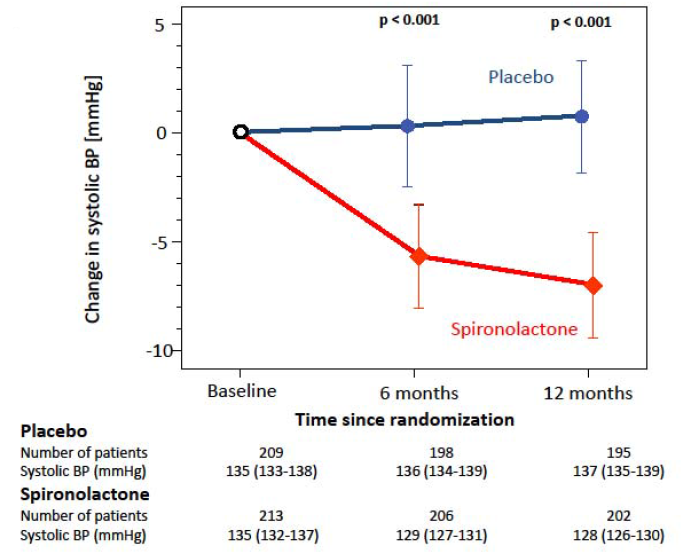 Change in systolic BP [mmHg]
5
0
-5
-10
p < 0.001
p < 0.001
Placebo
Spironolactone
Baseline
6 months
12 months
Time since randomization
Placebo
Number of patients 209 198 195
Systolic BP (mmHg) 135 (133-138) 136 (134-139) 137 (135-139)
Spironolactone
Number of patients 213 206 202
Systolic BP (mmHg) 135 (132-137) 129 (127-131) 128 (126-130)